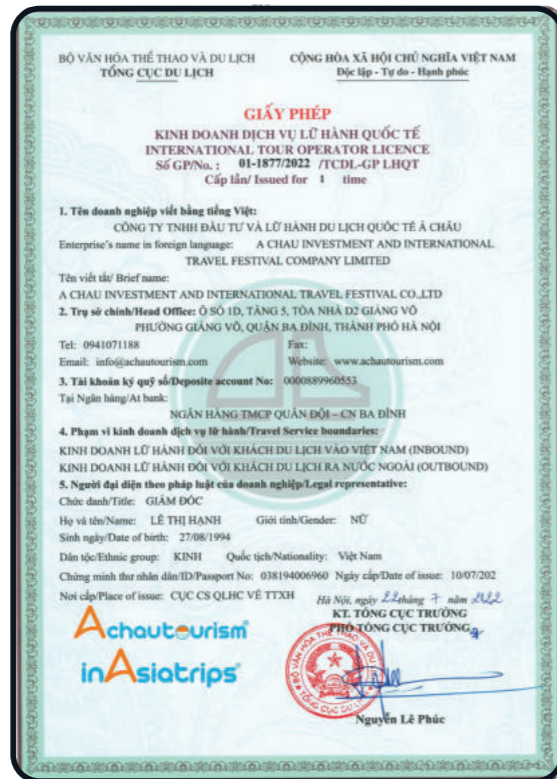 BỘ VĂN HÓA THỂ THAO VÀ DU LỊCH
TỔNG CỤC DU LỊCH
CỘNG HÒA XÃ HỘI CHỦ NGHĨA VIỆT NAM
Độc lập - Tự do - Hạnh phúc
GIẤY PHÉP
KINH DOANH DỊCH VỤ LỮ HÀNH QUỐC TẾ
INTERNATIONAL TOUR OPERATOR LICENCE
Số GP/No. : 01-1877/2022 /TCDL-GP LHQT
Cấp lần/ Issued for 1 time
1. Tên doanh nghiệp viết bằng tiếng Việt:
CÔNG TY TNHH ĐẦU TƯ VÀ LỮ HÀNH DU LỊCH QUỐC TẾ Á CHÂU
Enterprise's name in foreign language: A CHAU INVESTMENT AND INTERNATIONAL
TRAVEL FESTIVAL COMPANY LIMITED
Tên viết tắt/ Brief name:
A CHAU INVESTMENT AND INTERNATIONAL TRAVEL FESTIVAL CO.,LTD
2. Trụ sở chính/Head Office: Ô SỐ 1D, TẦNG 5, TÒA NHÀ D2 GIẢNG VÕ
PHƯỜNG GIẢNG VÕ, QUẬN BA ĐÌNH, THÀNH PHỐ HÀ NỘI
Tel: 0941071188 Fax:
Email: info@achautourism.com Website: www.achautourism.com
3. Tài khoản ký quỹ số/Deposite account No: 0000889960553
Tại Ngân hàng/At bank:
NGÂN HÀNG TMCP QUÂN ĐỘI – CN BA ĐÌNH
4. Phạm vi kinh doanh dịch vụ lữ hành/Travel Service boundaries:
KINH DOANH LỮ HÀNH ĐỐI VỚI KHÁCH DU LỊCH VÀO VIỆT NAM (INBOUND)
KINH DOANH LỮ HÀNH ĐỐI VỚI KHÁCH DU LỊCH RA NƯỚC NGOÀI (OUTBOUND)
5. Người đại diện theo pháp luật của doanh nghiệp/Legal representative:
Chức danh/Title: GIÁM ĐỐC
Họ và tên/Name: LÊ THỊ HẠNH Giới tính/Gender: NỮ
Sinh ngày/Date of birth: 27/08/1994
Dân tộc/Ethnic group: KINH Quốc tịch/Nationality: Việt Nam
Chứng minh thư nhân dân/ID/Passport No: 038194006960 Ngày cấp/Date of issue: 10/07/202
Nơi cấp/Place of issue: CỤC CS QLHC VỀ TTXH
Hà Nội, ngày 22 tháng 7 năm 2022
KT. TỔNG CỤC TRƯỞNG
PHÓ TỔNG CỤC TRƯỞNG
Achautourism
inAsiatrips
BỘ VĂN HÓA THỂ THAO VÀ DU
TỔNG CỤC DU LỊCH
Nguyễn Lê Phúc